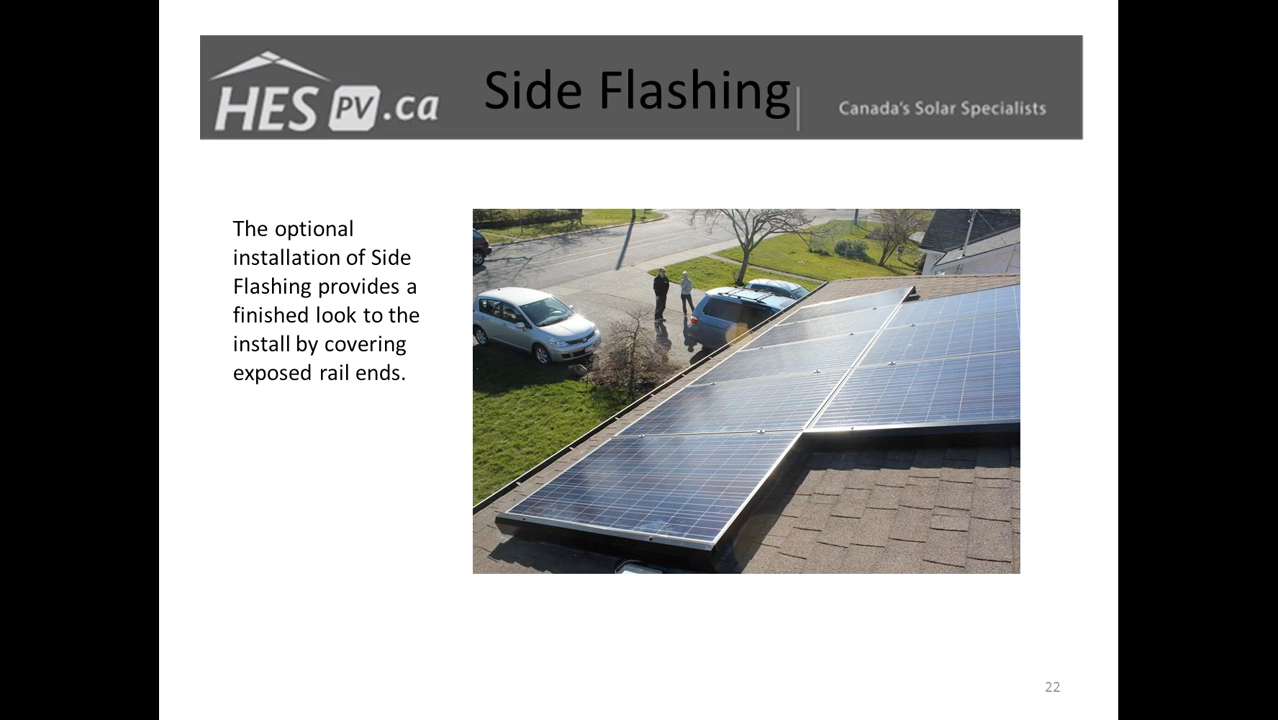 HES PV.ca
Side Flashing
Canada's Solar Specialists
The optional
installation of Side
Flashing provides a
finished look to the
install by covering
exposed rail ends.
22